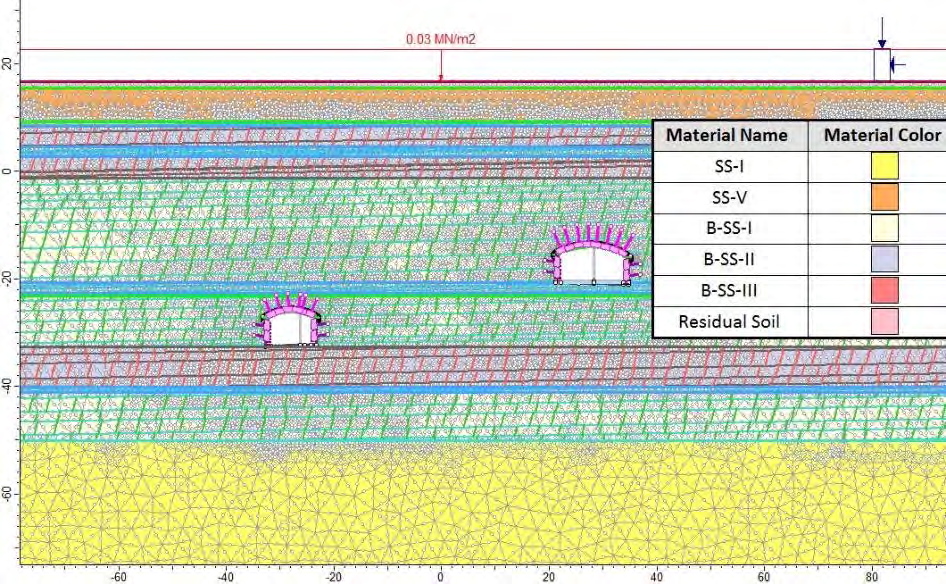 0.03 MN/m2
20
0
-20
-40
-60
Material Name Material Color
SS-I
SS-V
B-SS-I
B-SS-II
B-SS-III
Residual Soil
-60 -40 -20 0 20 40 60 80